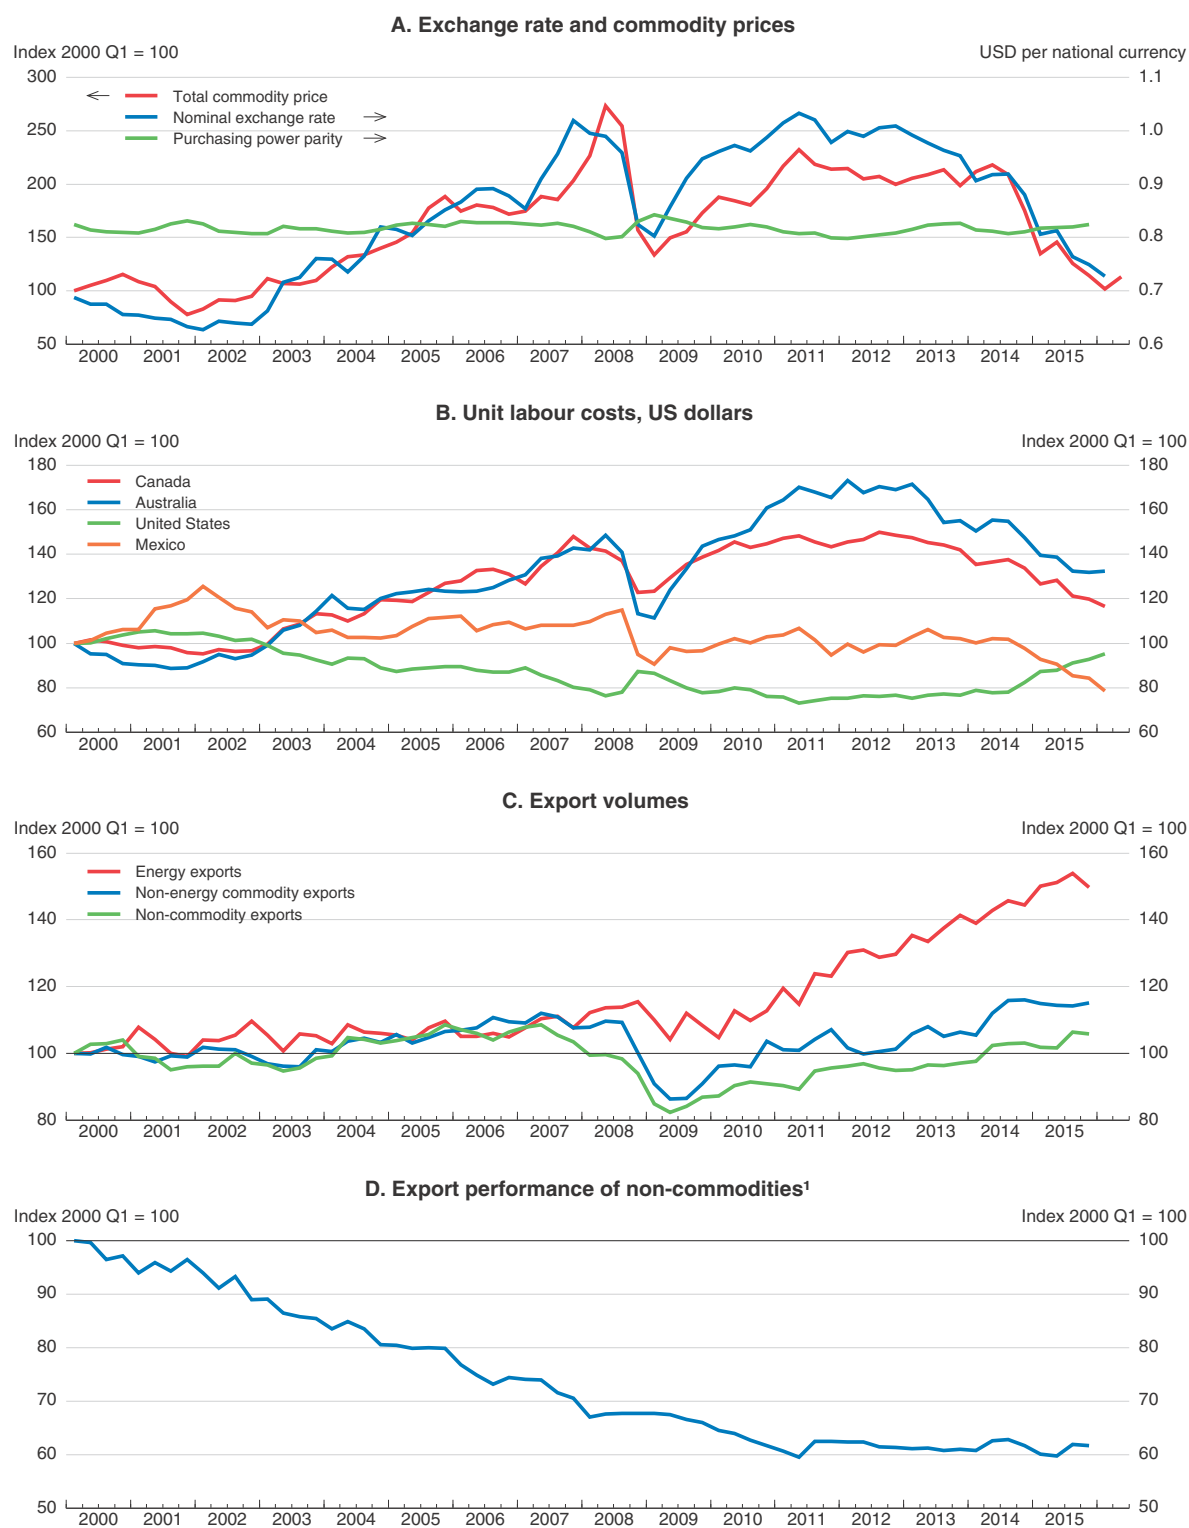 A. Exchange rate and commodity prices
Index 2000 Q1 = 100
USD per national currency
300 1.1
← Total commodity price
Nominal exchange rate →
250 1.0
Purchasing power parity →
200 0.9
150 0.8
100 0.7
50 0.6
2000 2001 2002 2003 2004 2005 2006 2007 2008 2009 2010 2011 2012 2013 2014 2015
B. Unit labour costs, US dollars
Index 2000 Q1 = 100
Index 2000 Q1 = 100
180 180
Canada
Australia
160 160
United States
Mexico
140 140
120 120
100 100
80 80
60 60
2000 2001 2002 2003 2004 2005 2006 2007 2008 2009 2010 2011 2012 2013 2014 2015
C. Export volumes
Index 2000 Q1 = 100
Index 2000 Q1 = 100
160 160
Energy exports
Non-energy commodity exports
Non-commodity exports
140 140
120 120
100 100
80 80
2000 2001 2002 2003 2004 2005 2006 2007 2008 2009 2010 2011 2012 2013 2014 2015
D. Export performance of non-commodities¹
Index 2000 Q1 = 100
Index 2000 Q1 = 100
100 100
90 90
80 80
70 70
60 60
50 50
2000 2001 2002 2003 2004 2005 2006 2007 2008 2009 2010 2011 2012 2013 2014 2015